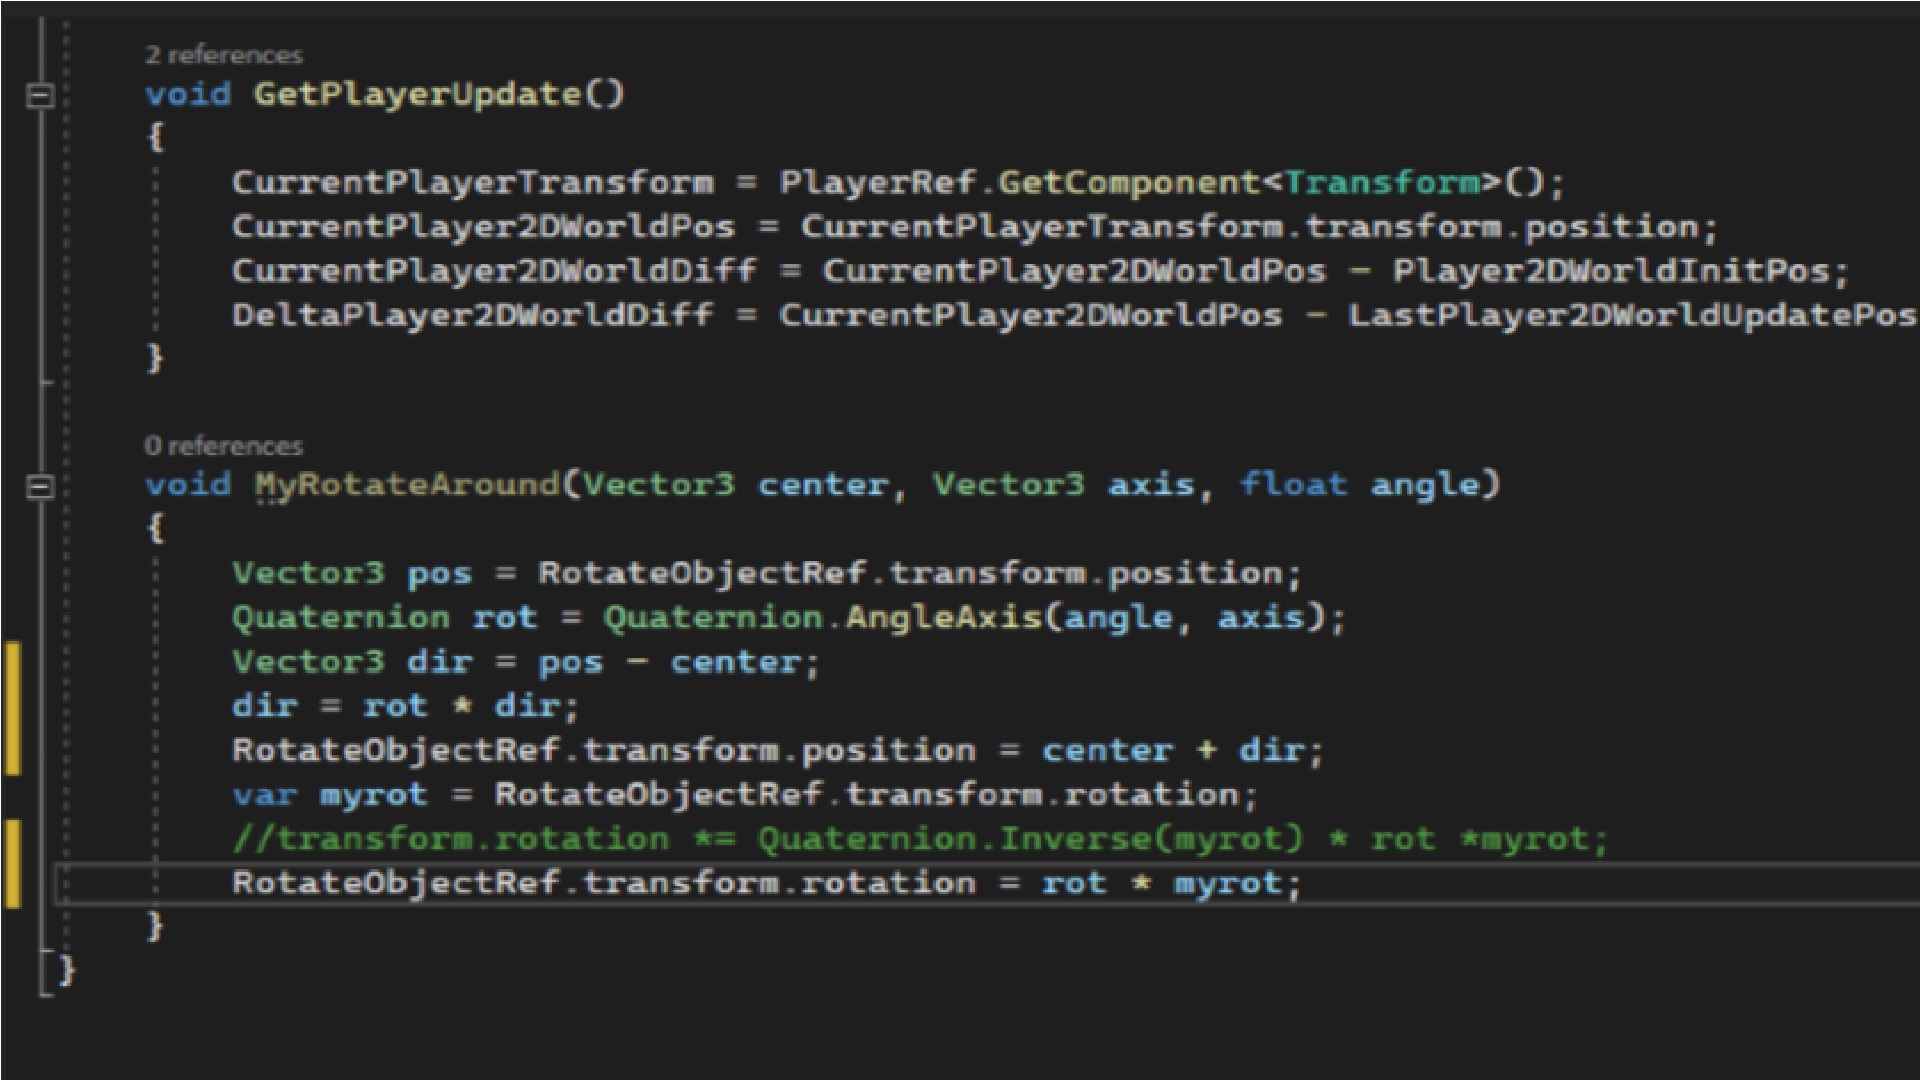 2 references
void GetPlayerUpdate()
{
CurrentPlayerTransform = PlayerRef.GetComponent<Transform>();
CurrentPlayer2DWorldPos = CurrentPlayerTransform.transform.position;
CurrentPlayer2DWorldDiff = CurrentPlayer2DWorldPos - Player2DWorldInitPos;
DeltaPlayer2DWorldDiff = CurrentPlayer2DWorldPos - LastPlayer2DWorldUpdatePos
}
0 references
void MyRotateAround(Vector3 center, Vector3 axis, float angle)
{
Vector3 pos = RotateObjectRef.transform.position;
Quaternion rot = Quaternion.AngleAxis(angle, axis);
Vector3 dir = pos - center;
dir = rot * dir;
RotateObjectRef.transform.position = center + dir;
var myrot = RotateObjectRef.transform.rotation;
//transform.rotation *= Quaternion.Inverse(myrot) * rot *myrot;
RotateObjectRef.transform.rotation = rot * myrot;
}
}